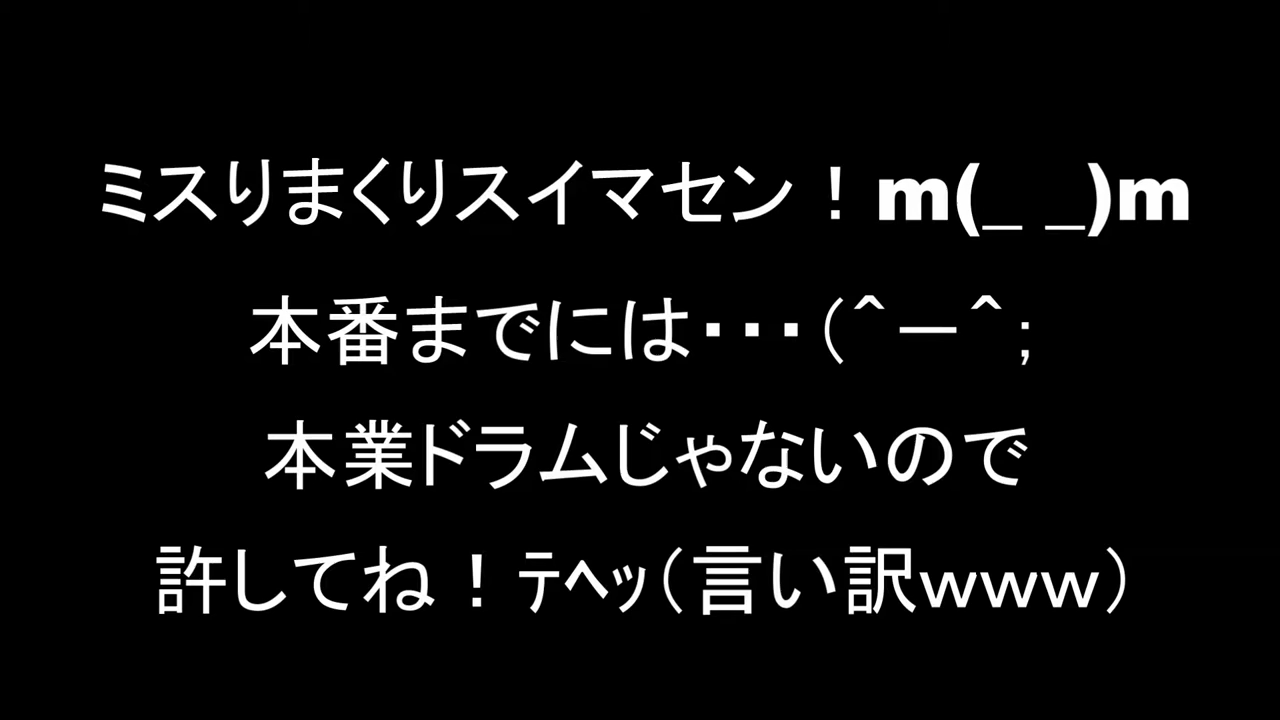 ミスりまくりスイマセン！m(_ _)m
本番までには・・・（＾－＾；
本業ドラムじゃないので
許してね！ﾃﾍｯ（言い訳www）